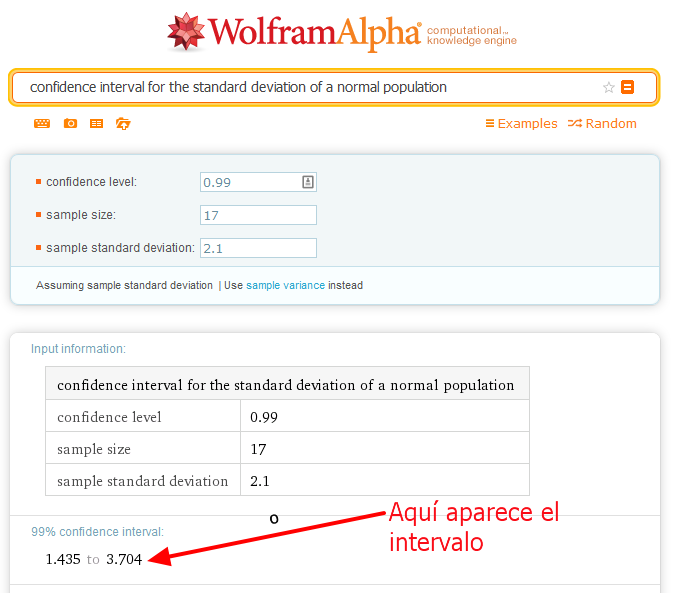 WolframAlpha® computational... knowledge engine
confidence interval for the standard deviation of a normal population
Examples Random
confidence level: 0.99
sample size: 17
sample standard deviation: 2.1
Assuming sample standard deviation | Use sample variance instead
Input information:
confidence interval for the standard deviation of a normal population
confidence level 0.99
sample size 17
sample standard deviation 2.1
o
Aquí aparece el
intervalo
99% confidence interval:
1.435 to 3.704